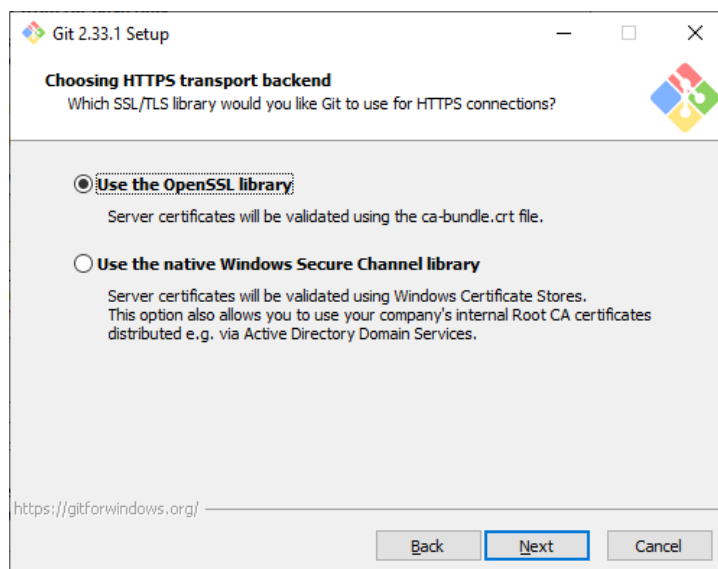 Git 2.33.1 Setup
Choosing HTTPS transport backend
Which SSL/TLS library would you like Git to use for HTTPS connections?
Use the OpenSSL library
Server certificates will be validated using the ca-bundle.crt file.
Use the native Windows Secure Channel library
Server certificates will be validated using Windows Certificate Stores.
This option also allows you to use your company's internal Root CA certificates
distributed e.g. via Active Directory Domain Services.
https://gitforwindows.org/
Back Next Cancel